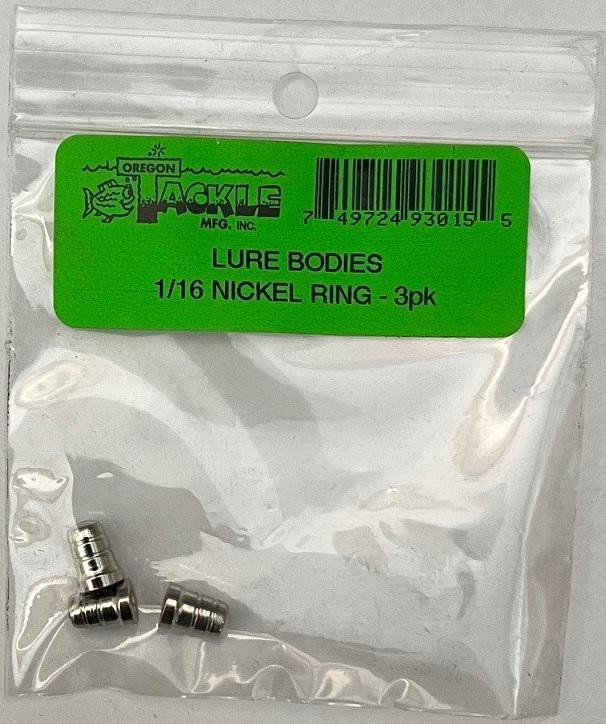 OREGON
TACKLE
MFG. INC.
7 49724 93015 5
LURE BODIES
1/16 NICKEL RING - 3pk